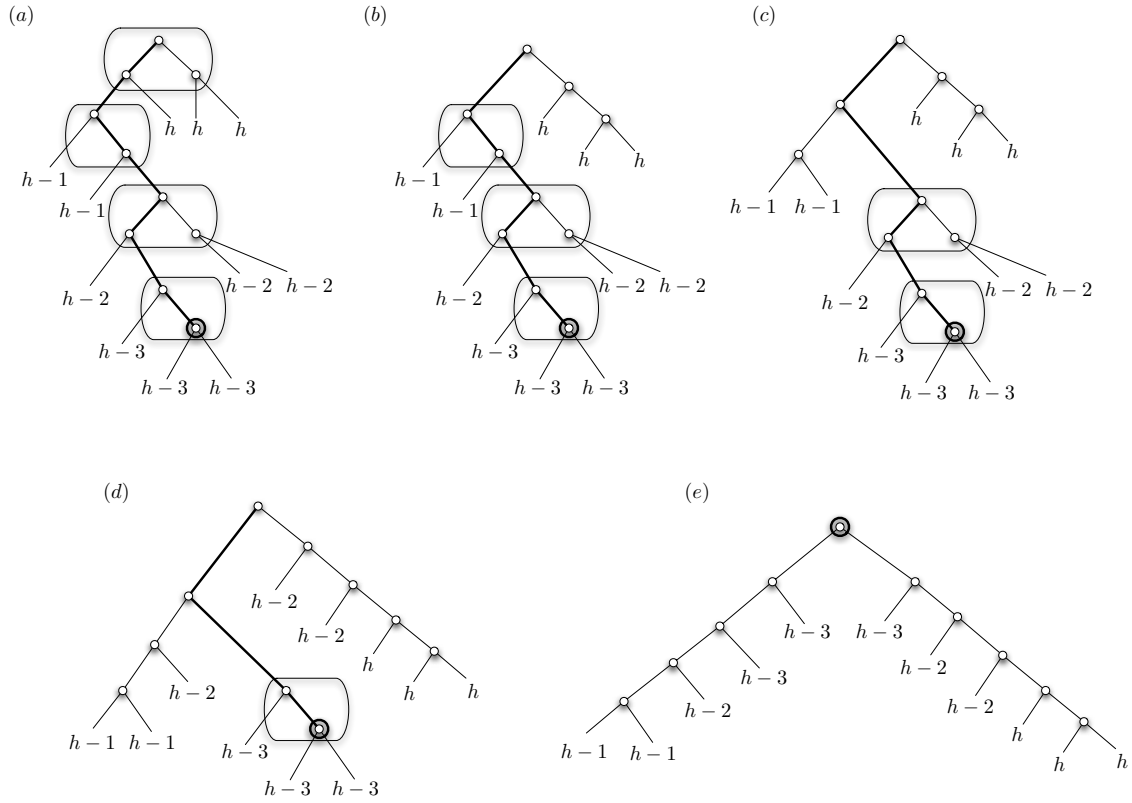 (a) (b) (c)
h h h
h h h
h h h
h − 1 h − 1
h − 1 h − 1
h − 1 h − 1
h − 2 h − 2 h − 2
h − 2 h − 2 h − 2
h − 2 h − 2 h − 2
h − 3 h − 3 h − 3
h − 3 h − 3 h − 3
h − 3 h − 3 h − 3
(d) (e)
h − 2 h − 2 h h h
h − 2
h − 1 h − 1
h − 3
h − 3 h − 3
h − 3 h − 3
h − 3 h − 2
h − 2 h − 2
h − 1 h − 1
h h h